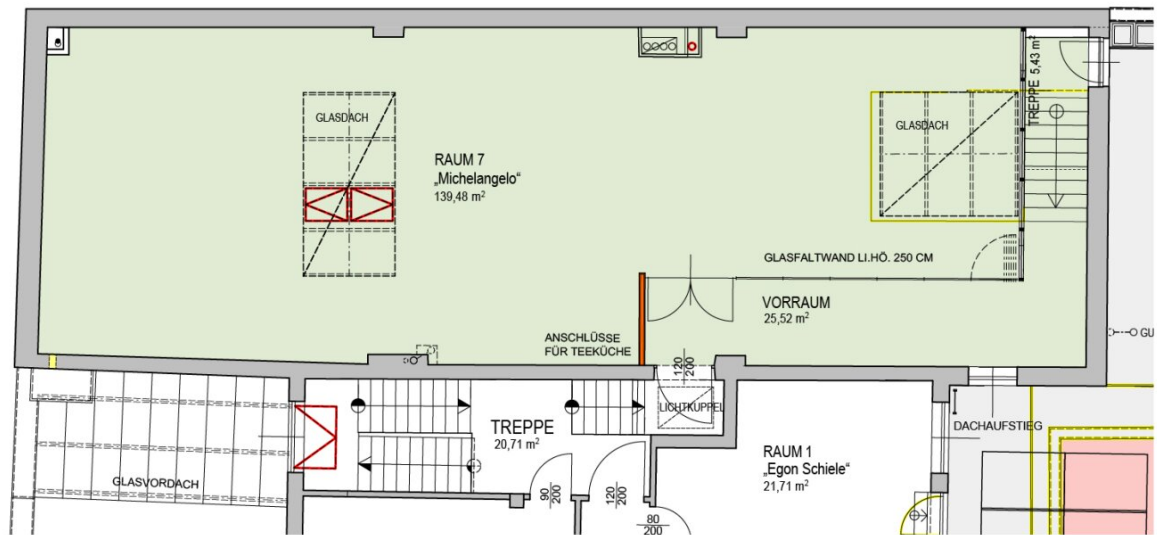 GLASDACH
RAUM 7
„Michelangelo“
139,48 m²
GLASDACH
TREPPE 5,43 m²
GLASFALTWAND LI.HÖ. 250 CM
VORRAUM
25,52 m²
ANSCHLÜSSE
FÜR TEEKÜCHE
120
200
GU
LICHTKUPPEL
TREPPE
20,71 m²
DACHAUFSTIEG
RAUM 1
„Egon Schiele“
21,71 m²
GLASVORDACH
90
200
120
200
80
200